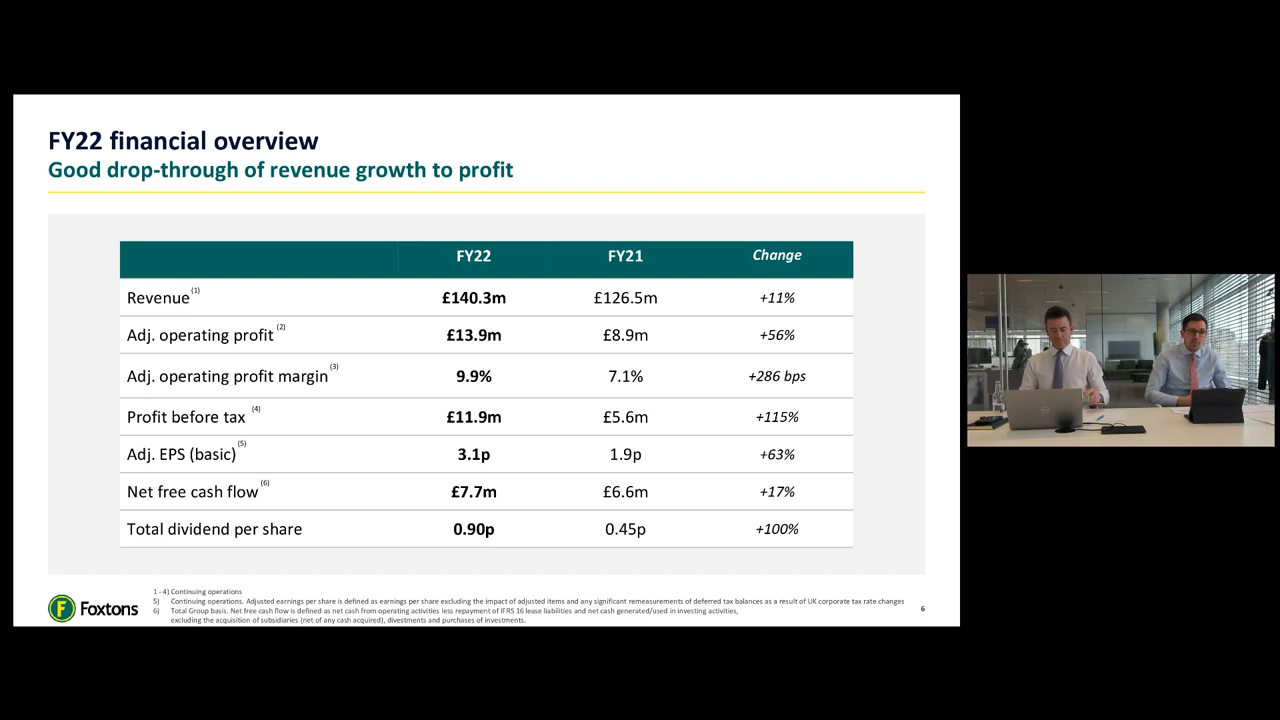 FY22 financial overview
Good drop-through of revenue growth to profit
FY22 FY21 Change
Revenue (1) £140.3m £126.5m +11%
Adj. operating profit (2) £13.9m £8.9m +56%
Adj. operating profit margin (3) 9.9% 7.1% +286 bps
Profit before tax (4) £11.9m £5.6m +115%
Adj. EPS (basic) (5) 3.1p 1.9p +63%
Net free cash flow (6) £7.7m £6.6m +17%
Total dividend per share 0.90p 0.45p +100%
1 - 4) Continuing operations
5) Continuing operations. Adjusted earnings per share is defined as earnings per share excluding the impact of adjusted items and any significant remeasurements of deferred tax balances as a result of UK corporate tax rate changes
6) Total Group basis. Net free cash flow is defined as net cash from operating activities less repayment of IFRS 16 lease liabilities and net cash generated/used in investing activities,
excluding the acquisition of subsidiaries (net of any cash acquired), divestments and purchases of investments.
F Foxtons
6